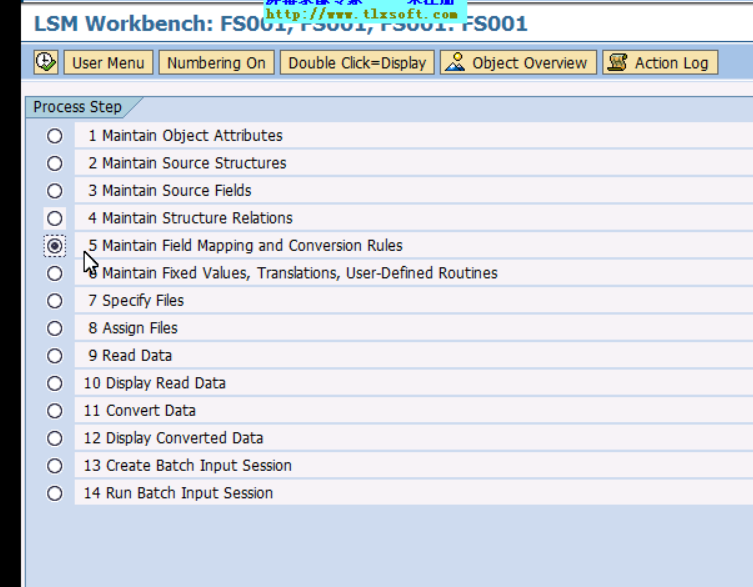 http://www.tlxsoft.com
LSM Workbench: FS001, FS001, FS001: FS001
User Menu Numbering On Double Click=Display Object Overview Action Log
Process Step
1 Maintain Object Attributes
2 Maintain Source Structures
3 Maintain Source Fields
4 Maintain Structure Relations
5 Maintain Field Mapping and Conversion Rules
6 Maintain Fixed Values, Translations, User-Defined Routines
7 Specify Files
8 Assign Files
9 Read Data
10 Display Read Data
11 Convert Data
12 Display Converted Data
13 Create Batch Input Session
14 Run Batch Input Session